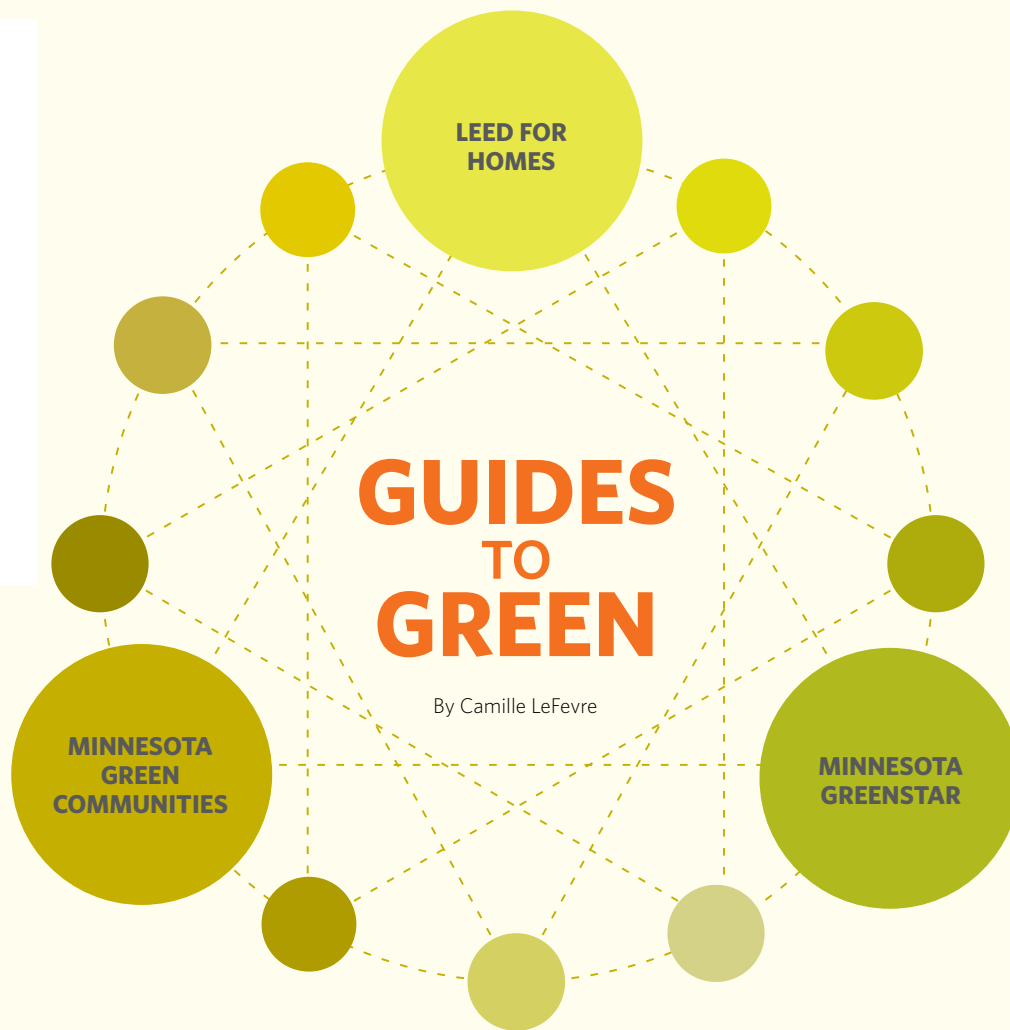 LEED FOR
HOMES
GUIDES
TO
GREEN
By Camille LeFevre
MINNESOTA
GREEN
COMMUNITIES
MINNESOTA
GREENSTAR